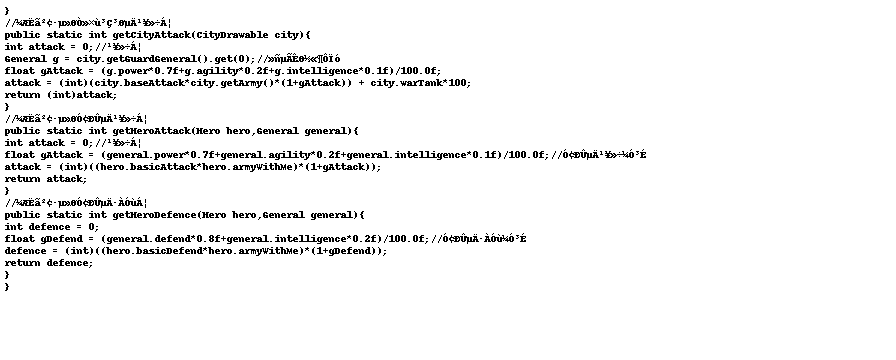 }
//¼ÆËã²¢·µ»ØÒ»×ù³Ç³ØµÄ¹¥»÷Á¦
public static int getCityAttack(CityDrawable city){
int attack = 0;//¹¥»÷Á¦
General g = city.getGuardGeneral().get(0);//»ñµÃÊØ½«¶ÔÏó
float gAttack = (g.power*0.7f+g.agility*0.2f+g.intelligence*0.1f)/100.0f;
attack = (int)(city.baseAttack*city.getArmy()*(1+gAttack)) + city.warTank*100;
return (int)attack;
}
//¼ÆËã²¢·µ»ØÓ¢ÐÛµÄ¹¥»÷Á¦
public static int getHeroAttack(Hero hero,General general){
int attack = 0;//¹¥»÷Á¦
float gAttack = (general.power*0.7f+general.agility*0.2f+general.intelligence*0.1f)/100.0f;//Ó¢ÐÛµÄ¹¥»÷¼Ó³É
attack = (int)((hero.basicAttack*hero.armyWithMe)*(1+gAttack));
return attack;
}
//¼ÆËã²¢·µ»ØÓ¢ÐÛµÄ·ÀÓùÁ¦
public static int getHeroDefence(Hero hero,General general){
int defence = 0;
float gDefend = (general.defend*0.8f+general.intelligence*0.2f)/100.0f;//Ó¢ÐÛµÄ·ÀÓù¼Ó³É
defence = (int)((hero.basicDefend*hero.armyWithMe)*(1+gDefend));
return defence;
}
}